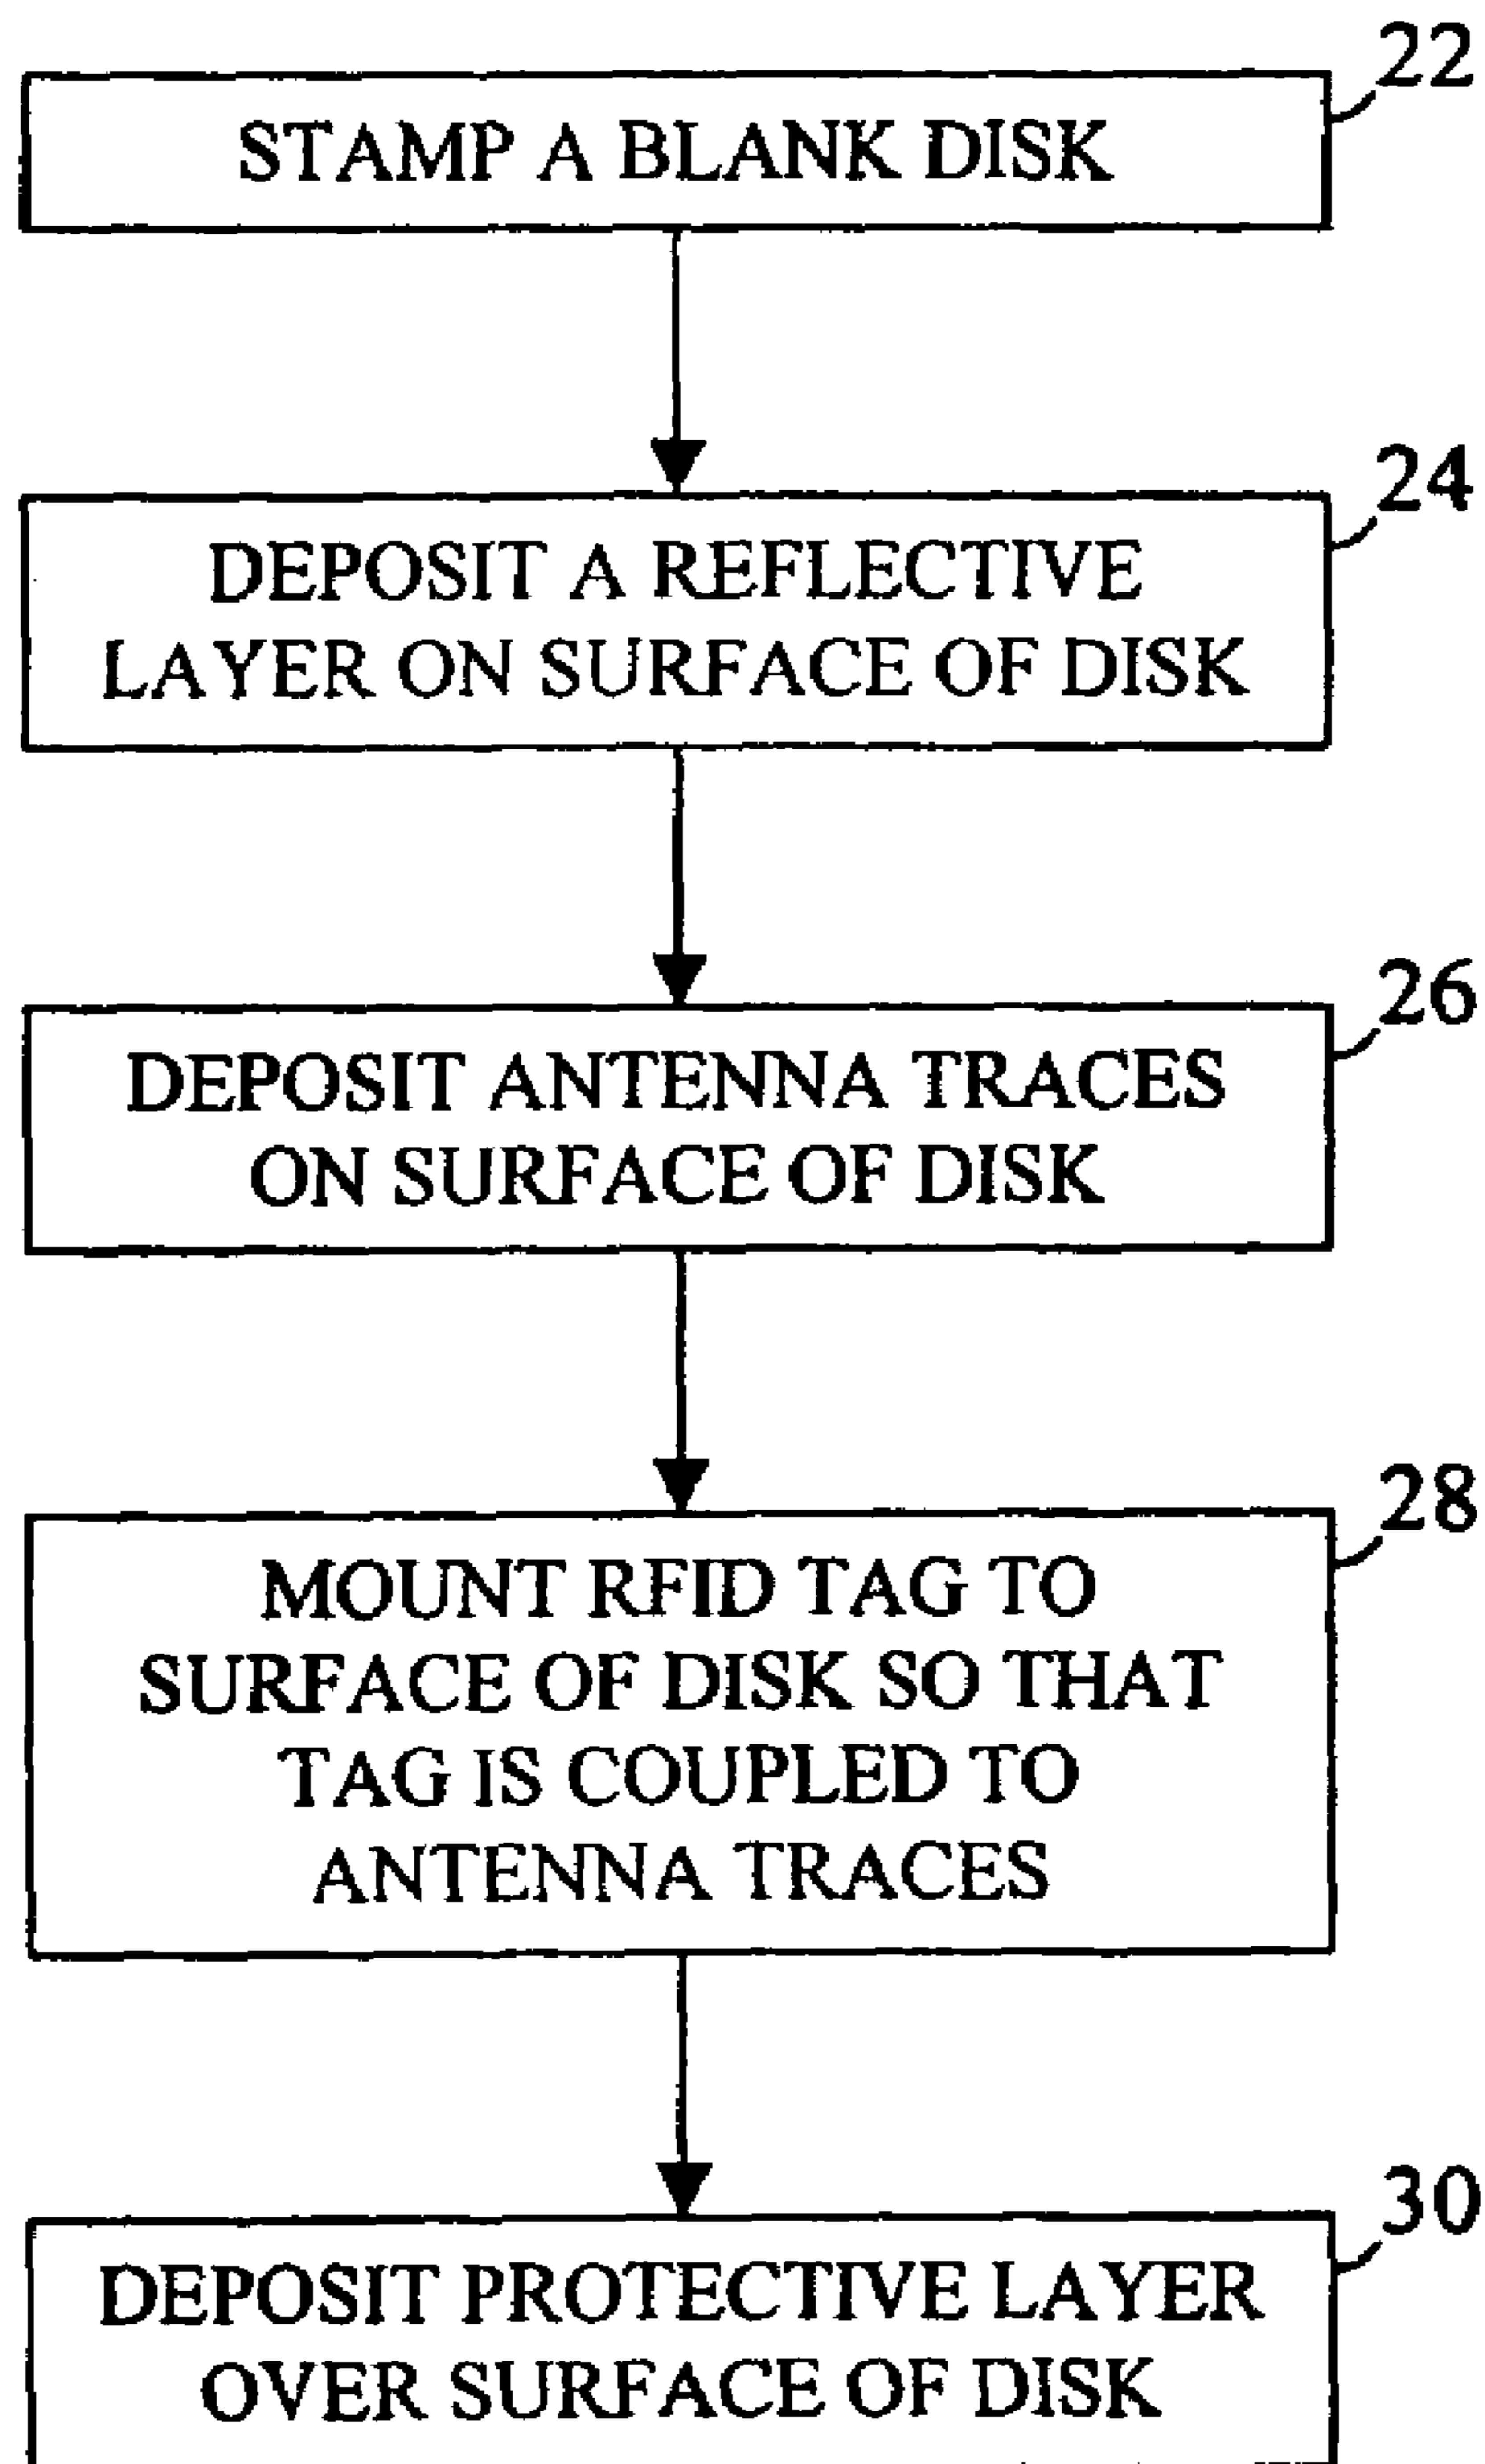 22
STAMP A BLANK DISK
24
DEPOSIT A REFLECTIVE
LAYER ON SURFACE OF DISK
26
DEPOSIT ANTENNA TRACES
ON SURFACE OF DISK
28
MOUNT RFID TAG TO
SURFACE OF DISK SO THAT
TAG IS COUPLED TO
ANTENNA TRACES
30
DEPOSIT PROTECTIVE LAYER
OVER SURFACE OF DISK